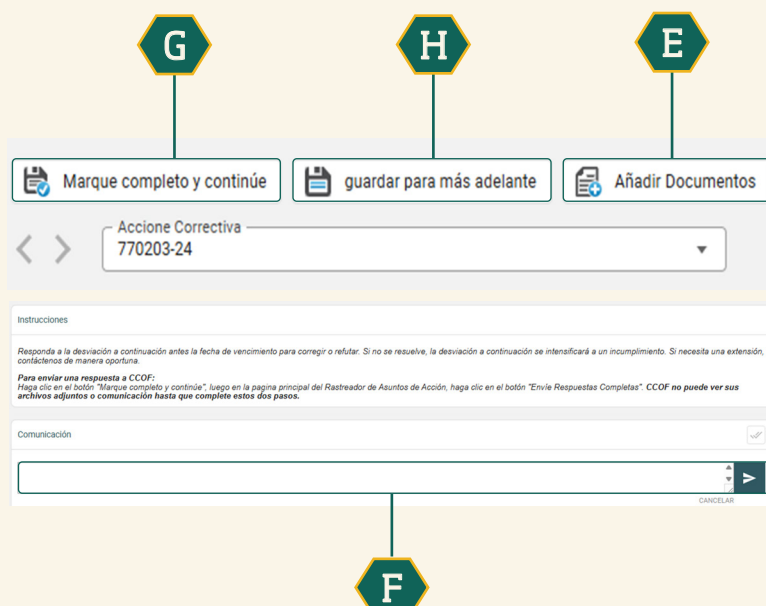 G H E
Marque completo y continúe guardar para más adelante Añadir Documentos
Accione Correctiva
770203-24
Instrucciones
Responda a la desviación a continuación antes la fecha de vencimiento para corregir o refutar. Si no se resuelve, la desviación a continuación se intensificará a un incumplimiento. Si necesita una extensión,
contáctenos de manera oportuna.
Para enviar una respuesta a CCOF:
Haga clic en el botón "Marque completo y continúe", luego en la pagina principal del Rastreador de Asuntos de Acción, haga clic en el botón "Envíe Respuestas Completas". CCOF no puede ver sus
archivos adjuntos o comunicación hasta que complete estos dos pasos.
Comunicación
CANCELAR
F